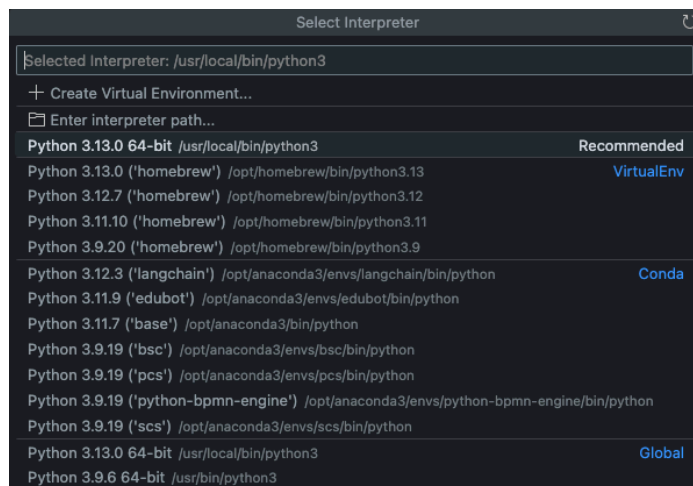 Select Interpreter
Selected Interpreter: /usr/local/bin/python3
+ Create Virtual Environment...
Enter interpreter path...
Python 3.13.0 64-bit /usr/local/bin/python3 Recommended
Python 3.13.0 ('homebrew') /opt/homebrew/bin/python3.13 VirtualEnv
Python 3.12.7 ('homebrew') /opt/homebrew/bin/python3.12
Python 3.11.10 ('homebrew') /opt/homebrew/bin/python3.11
Python 3.9.20 ('homebrew') /opt/homebrew/bin/python3.9
Python 3.12.3 ('langchain') /opt/anaconda3/envs/langchain/bin/python Conda
Python 3.11.9 ('edubot') /opt/anaconda3/envs/edubot/bin/python
Python 3.11.7 ('base') /opt/anaconda3/bin/python
Python 3.9.19 ('bsc') /opt/anaconda3/envs/bsc/bin/python
Python 3.9.19 ('pcs') /opt/anaconda3/envs/pcs/bin/python
Python 3.9.19 ('python-bpmn-engine') /opt/anaconda3/envs/python-bpmn-engine/bin/python
Python 3.9.19 ('scs') /opt/anaconda3/envs/scs/bin/python
Python 3.13.0 64-bit /usr/local/bin/python3 Global
Python 3.9.6 64-bit /usr/bin/python3